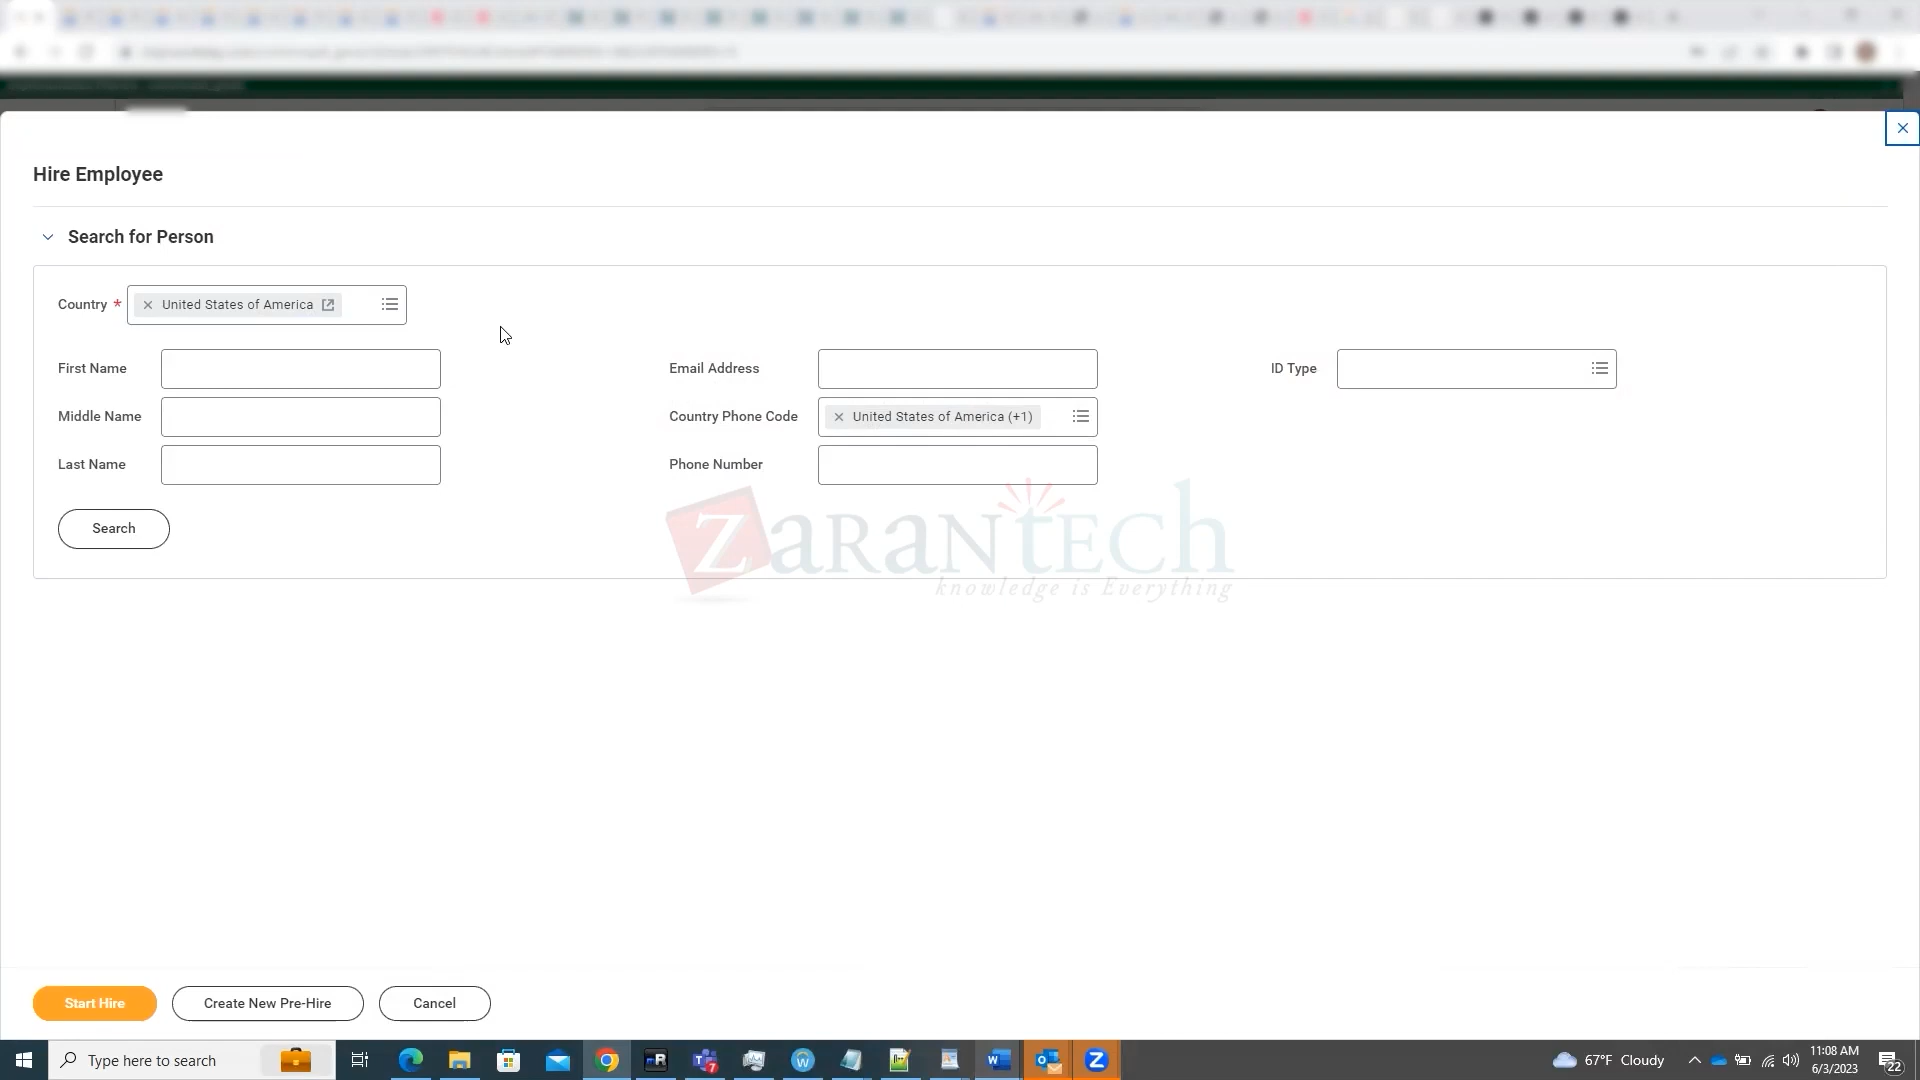 Hire Employee
Search for Person
Country * United States of America
First Name
Email Address
ID Type
Middle Name
Country Phone Code United States of America (+1)
Last Name
Phone Number
Search
ZaranTech
knowledge is Everything
Start Hire
Create New Pre-Hire
Cancel
Type here to search
67°F Cloudy
11:08 AM
6/3/2023
22